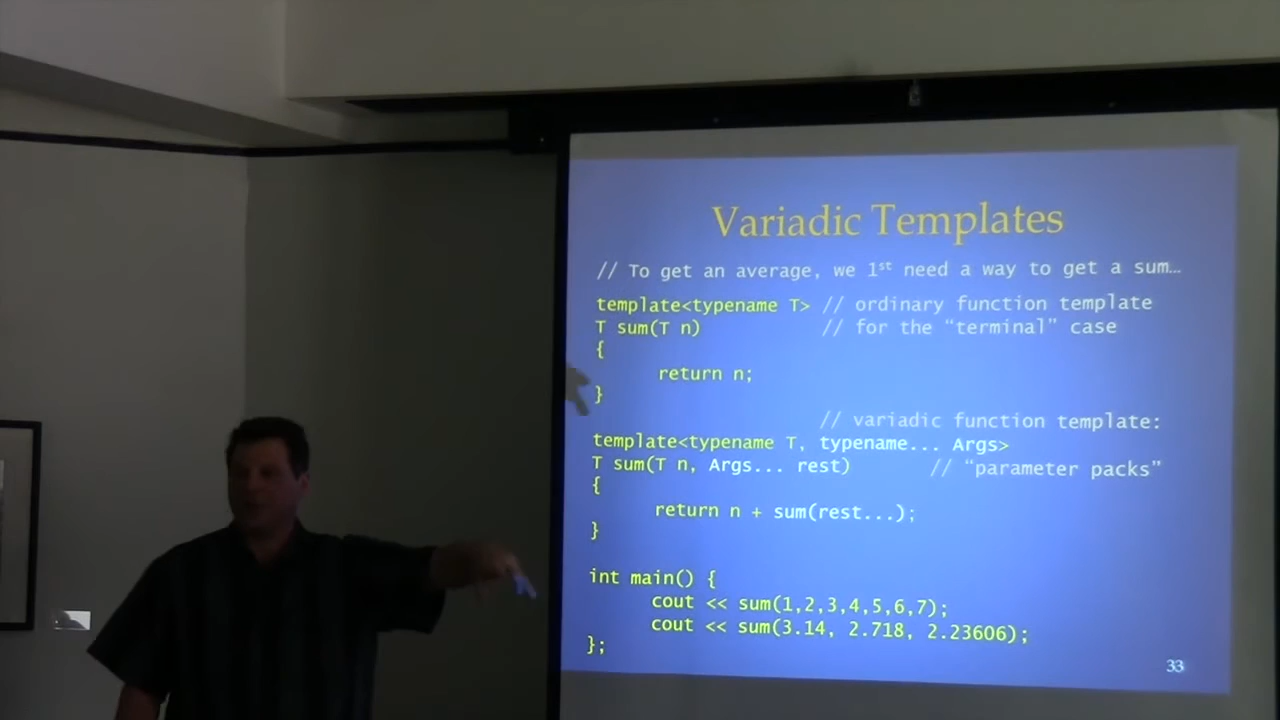 Variadic Templates
// To get an average, we 1st need a way to get a sum…
template<typename T> // ordinary function template
T sum(T n) // for the “terminal” case
{
return n;
}
// variadic function template:
template<typename T, typename... Args>
T sum(T n, Args... rest) // “parameter packs”
{
return n + sum(rest...);
}
int main() {
cout << sum(1,2,3,4,5,6,7);
cout << sum(3.14, 2.718, 2.23606);
};
33